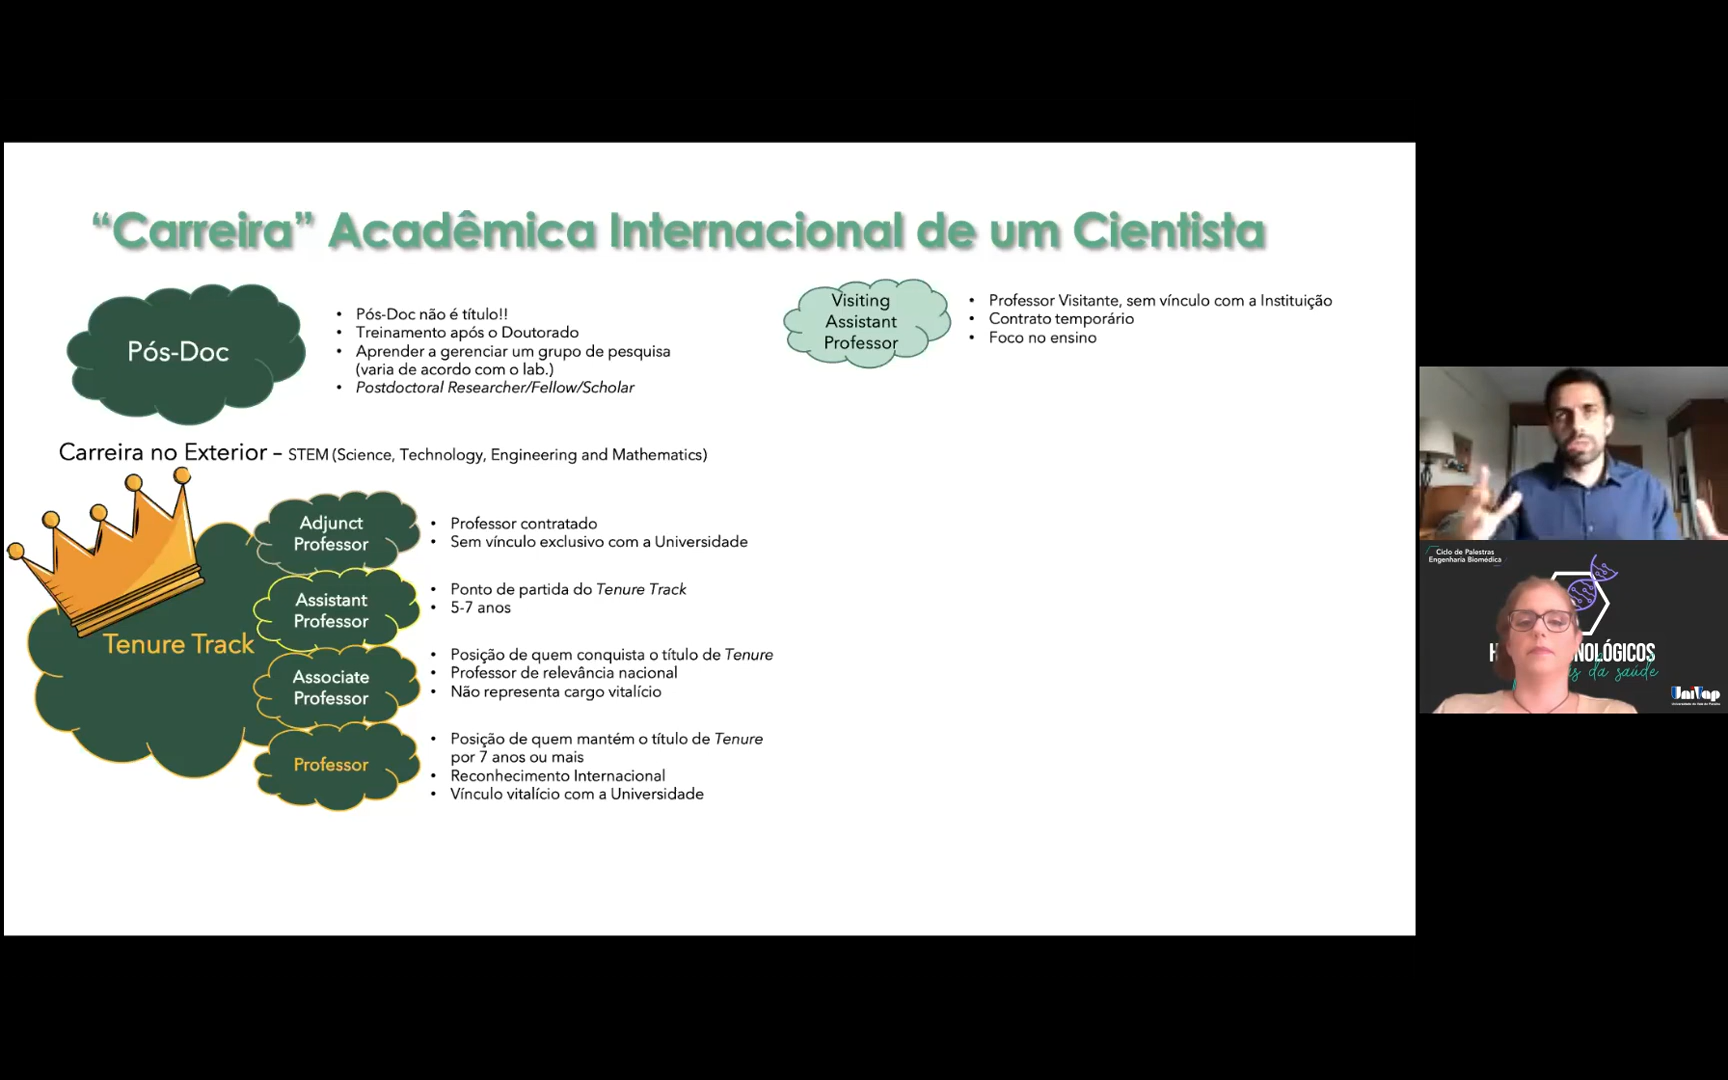 “Carreira” Acadêmica Internacional de um Cientista
Pós-Doc
• Pós-Doc não é título!!
• Treinamento após o Doutorado
• Aprender a gerenciar um grupo de pesquisa
(varia de acordo com o lab.)
• Postdoctoral Researcher/Fellow/Scholar
Visiting
Assistant
Professor
• Professor Visitante, sem vínculo com a Instituição
• Contrato temporário
• Foco no ensino
Carreira no Exterior – STEM (Science, Technology, Engineering and Mathematics)
Tenure Track
Adjunct
Professor
• Professor contratado
• Sem vínculo exclusivo com a Universidade
Assistant
Professor
• Ponto de partida do Tenure Track
• 5-7 anos
Associate
Professor
• Posição de quem conquista o título de Tenure
• Professor de relevância nacional
• Não representa cargo vitalício
Professor
• Posição de quem mantém o título de Tenure
por 7 anos ou mais
• Reconhecimento Internacional
• Vínculo vitalício com a Universidade
Ciclo de Palestras
Engenharia Biomédica
H NOLÓGICOS
da saúde
UniVap
Universidade do Vale do Paraíba